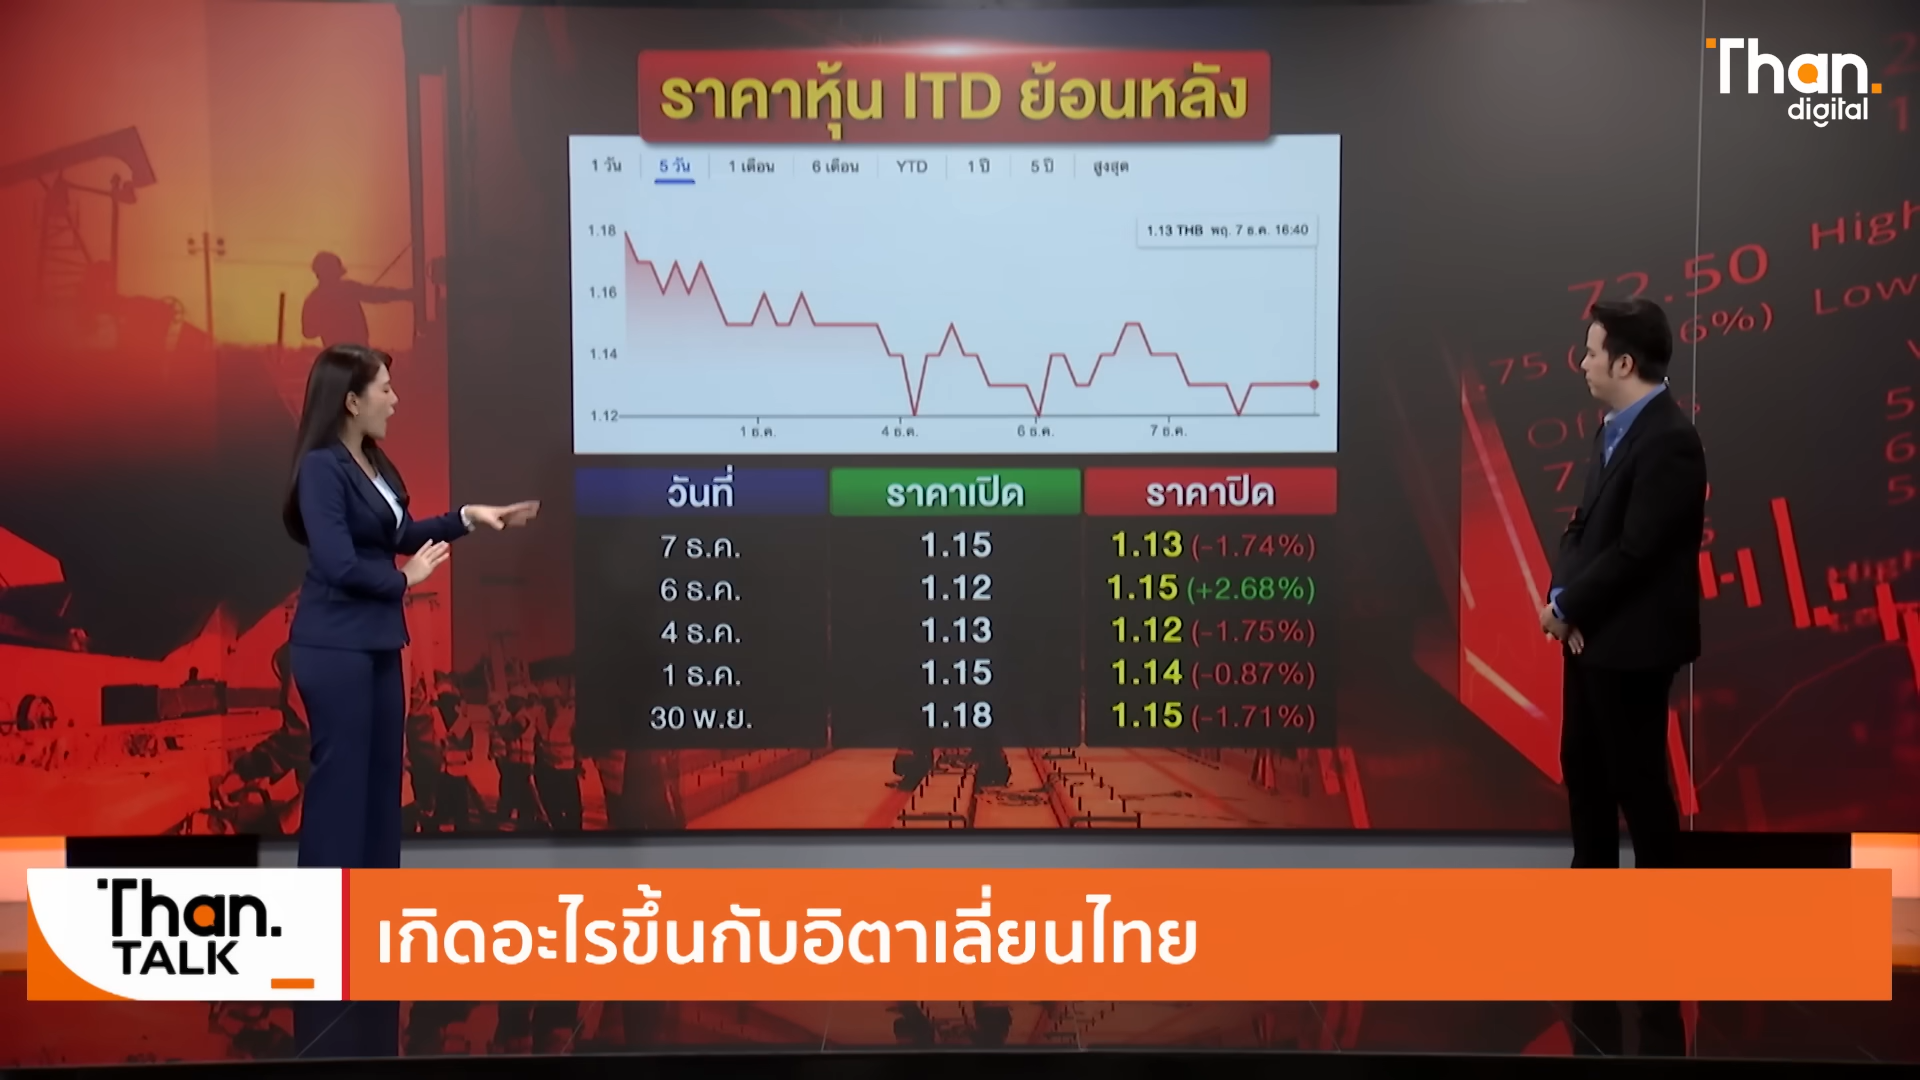 Than.
digital
ราคาหุ้น ITD ย้อนหลัง
1 วัน 5 วัน 1 เดือน 6 เดือน YTD 1 ปี 5 ปี สูงสุด
1.13 THB พฤ. 7 ธ.ค. 16:40
1.18
1.16
1.14
1.12
1 ธ.ค. 4 ธ.ค. 6 ธ.ค. 7 ธ.ค.
วันที่ ราคาเปิด ราคาปิด
7 ธ.ค. 1.15 1.13 (-1.74%)
6 ธ.ค. 1.12 1.15 (+2.68%)
4 ธ.ค. 1.13 1.12 (-1.75%)
1 ธ.ค. 1.15 1.14 (-0.87%)
30 พ.ย. 1.18 1.15 (-1.71%)
High
.50
Low
6%)
.75
Than.
TALK
เกิดอะไรขึ้นกับอิตาเลี่ยนไทย